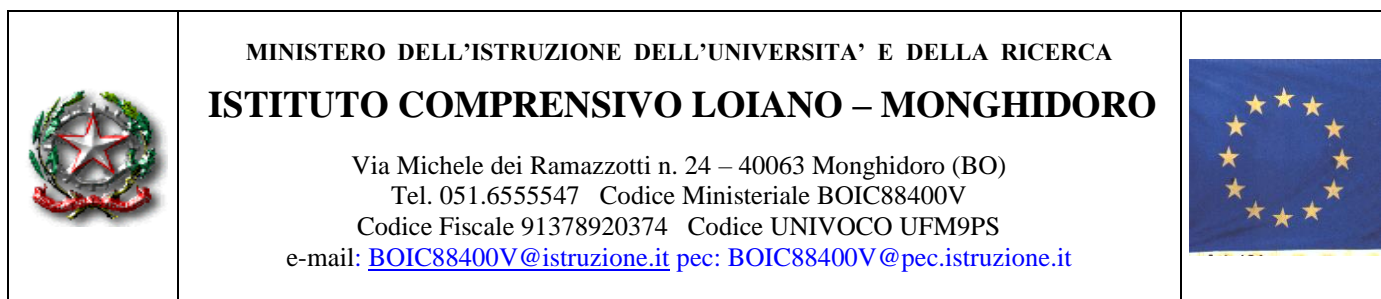 MINISTERO DELL’ISTRUZIONE DELL’UNIVERSITA’ E DELLA RICERCA
ISTITUTO COMPRENSIVO LOIANO – MONGHIDORO
Via Michele dei Ramazzotti n. 24 – 40063 Monghidoro (BO)
Tel. 051.6555547 Codice Ministeriale BOIC88400V
Codice Fiscale 91378920374 Codice UNIVOCO UFM9PS
e-mail: BOIC88400V@istruzione.it pec: BOIC88400V@pec.istruzione.it